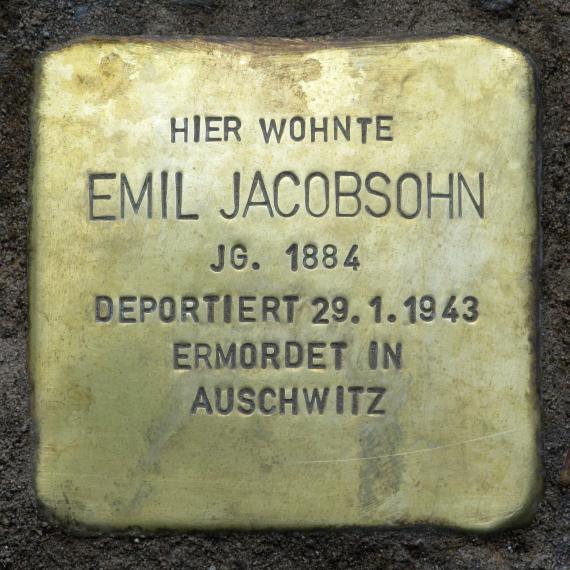 HIER WOHNTE
EMIL JACOBSOHN
JG. 1884
DEPORTIERT 29.1.1943
ERMORDET IN
AUSCHWITZ